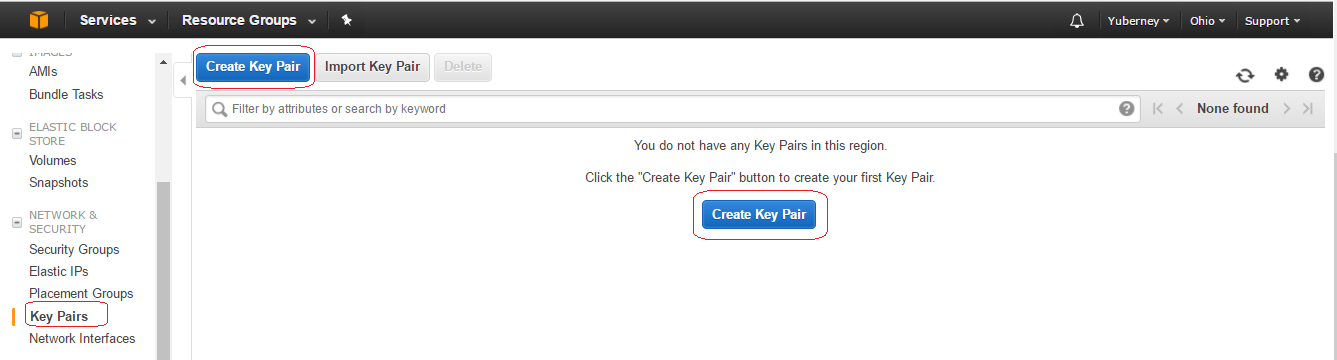 Services Resource Groups Yuberney Ohio Support
IMAGES
AMIs
Bundle Tasks
ELASTIC BLOCK
STORE
Volumes
Snapshots
NETWORK &
SECURITY
Security Groups
Elastic IPs
Placement Groups
Key Pairs
Network Interfaces
Create Key Pair Import Key Pair Delete
Filter by attributes or search by keyword None found
You do not have any Key Pairs in this region.
Click the "Create Key Pair" button to create your first Key Pair.
Create Key Pair